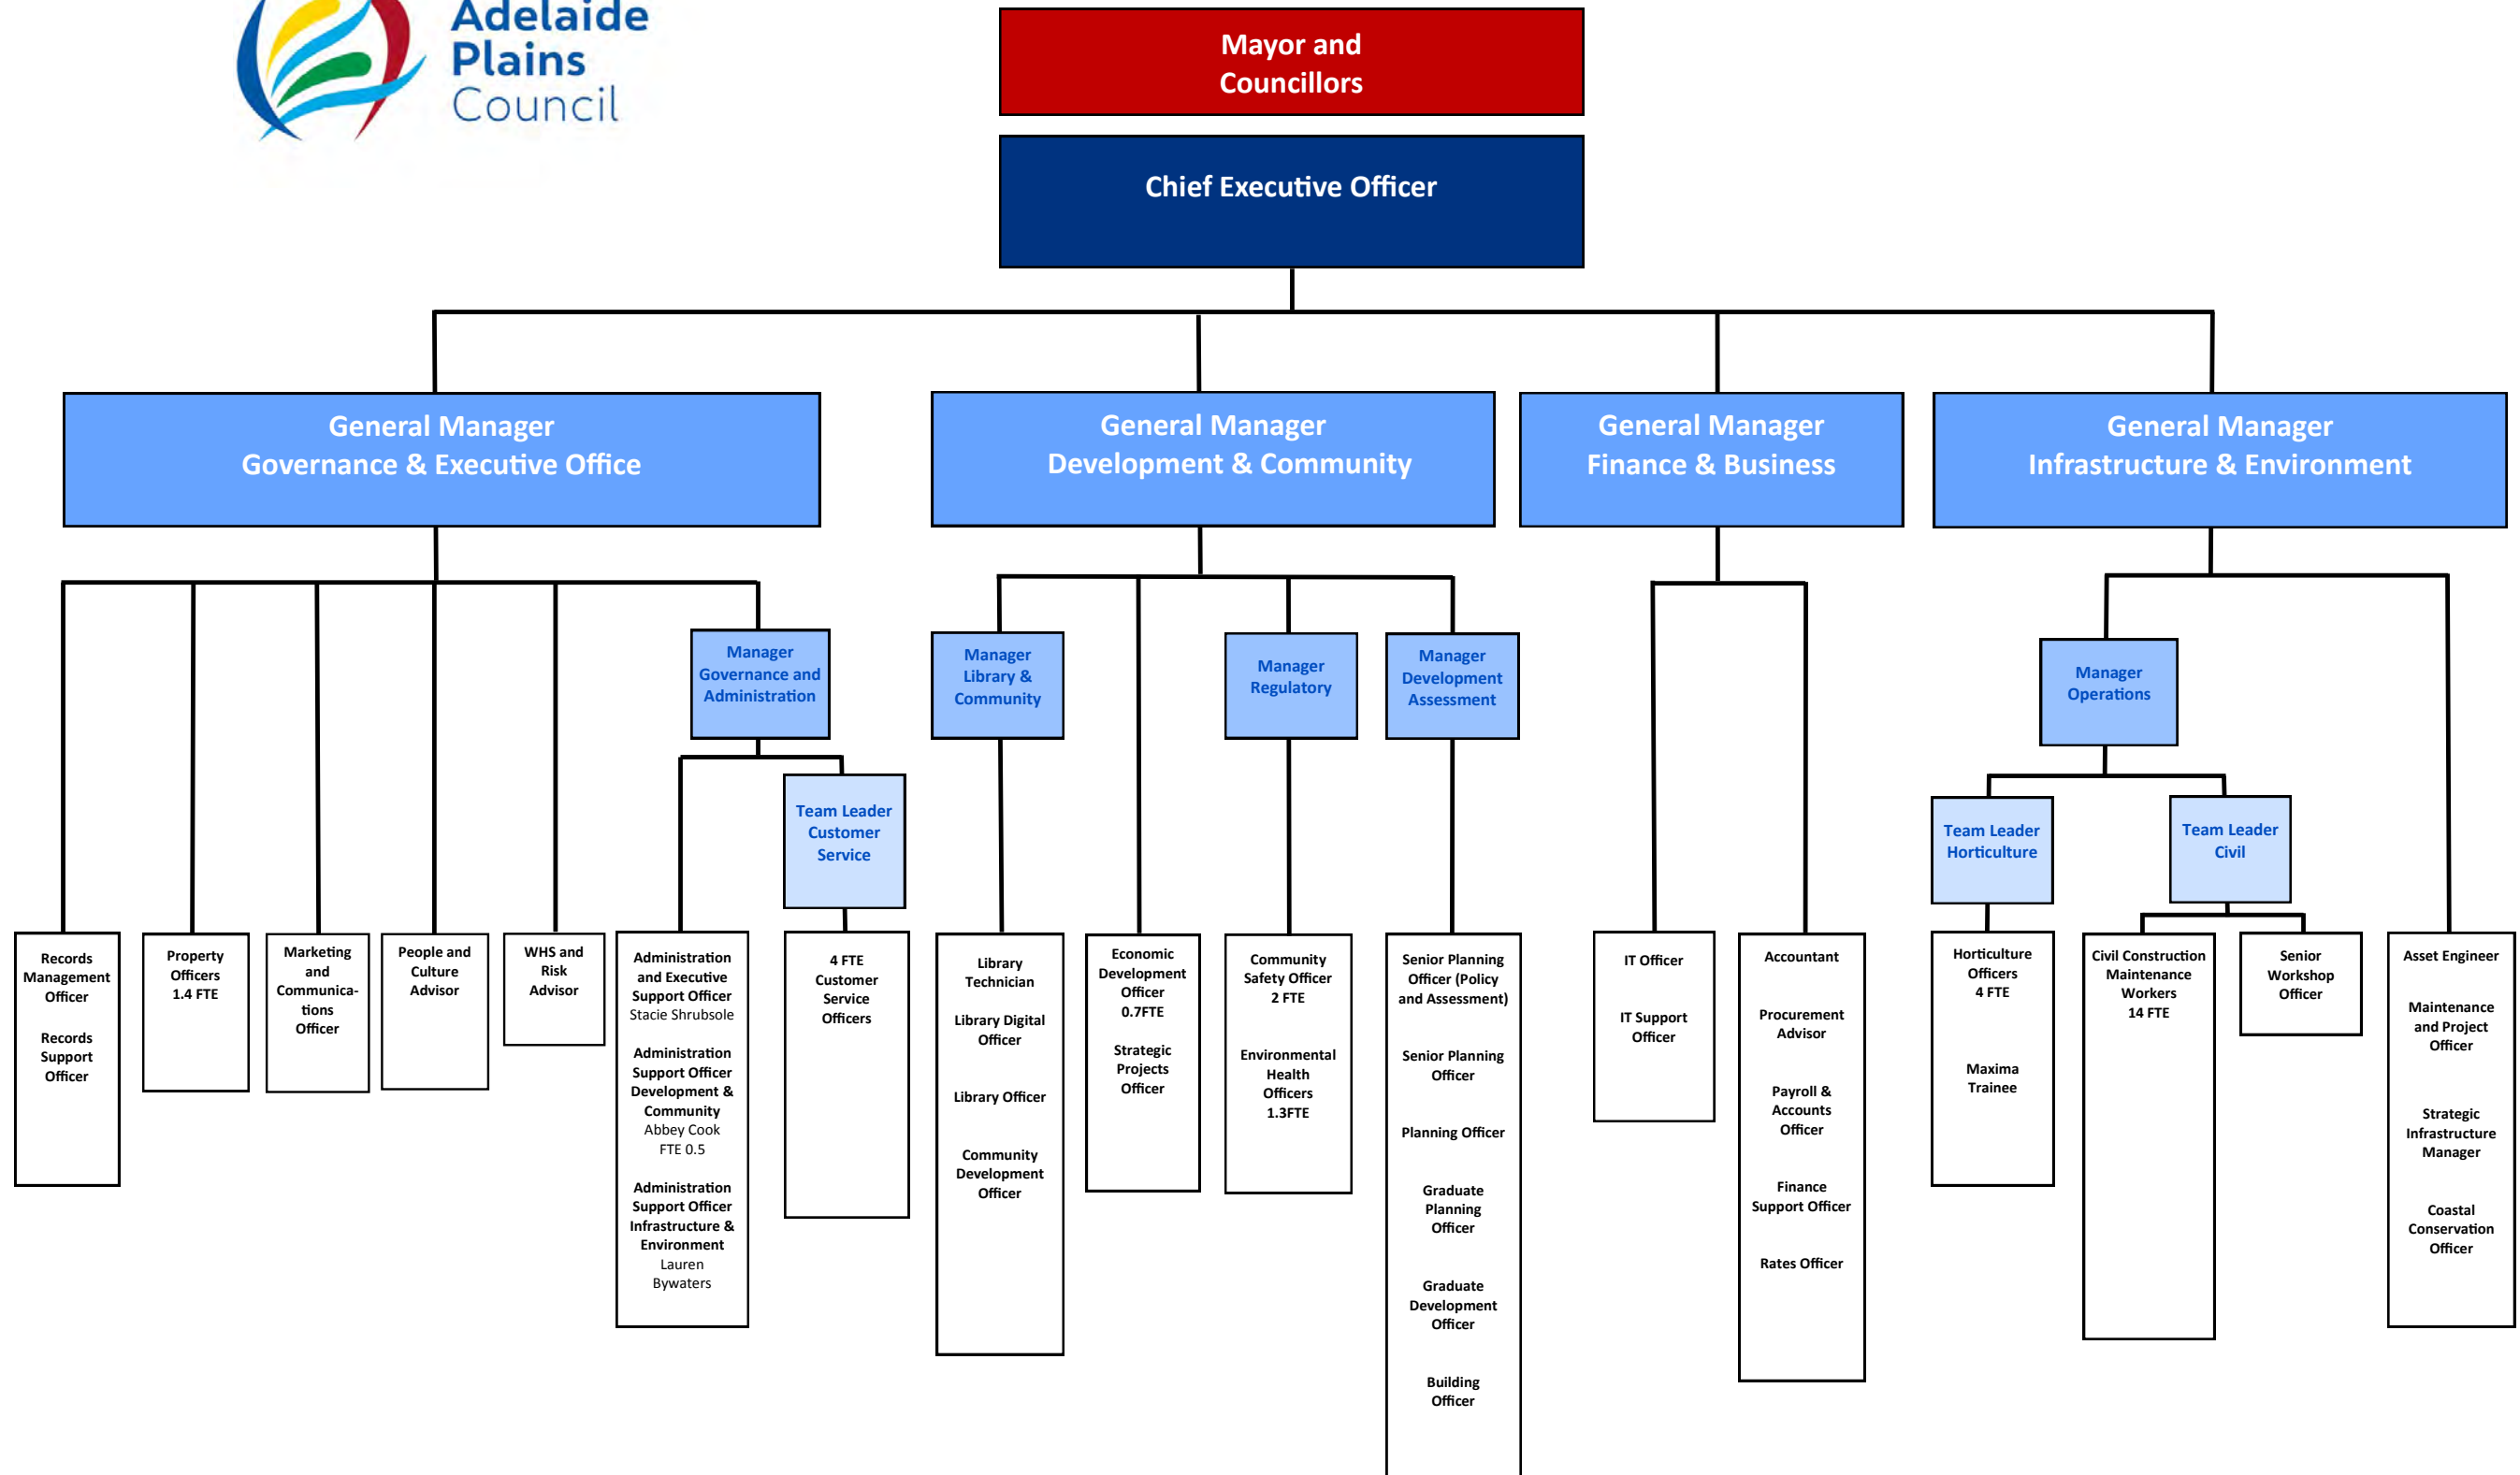 Adelaide
Plains
Council
Mayor and
Councillors
Chief Executive Officer
General Manager
Governance & Executive Office
General Manager
Development & Community
General Manager
Finance & Business
General Manager
Infrastructure & Environment
Manager
Governance and
Administration
Manager
Library &
Community
Manager
Regulatory
Manager
Development
Assessment
Manager
Operations
Team Leader
Customer
Service
Team Leader
Horticulture
Team Leader
Civil
Records
Management
Officer
Records
Support
Officer
Property
Officers
1.4 FTE
Marketing
and
Communica-
tions
Officer
People and
Culture
Advisor
WHS and
Risk
Advisor
Administration
and Executive
Support Officer
Stacie Shrubsole
Administration
Support Officer
Development &
Community
Abbey Cook
FTE 0.5
Administration
Support Officer
Infrastructure &
Environment
Lauren
Bywaters
4 FTE
Customer
Service
Officers
Library
Technician
Library Digital
Officer
Library Officer
Community
Development
Officer
Economic
Development
Officer
0.7FTE
Strategic
Projects
Officer
Community
Safety Officer
2 FTE
Environmental
Health
Officers
1.3FTE
Senior Planning
Officer (Policy
and Assessment)
Senior Planning
Officer
Planning Officer
Graduate
Planning
Officer
Graduate
Development
Officer
Building
Officer
IT Officer
IT Support
Officer
Accountant
Procurement
Advisor
Payroll &
Accounts
Officer
Finance
Support Officer
Rates Officer
Horticulture
Officers
4 FTE
Maxima
Trainee
Civil Construction
Maintenance
Workers
14 FTE
Senior
Workshop
Officer
Asset Engineer
Maintenance
and Project
Officer
Strategic
Infrastructure
Manager
Coastal
Conservation
Officer